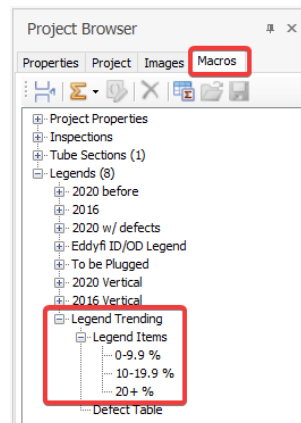 Project Browser
Properties Project Images Macros
Project Properties
Inspections
Tube Sections (1)
Legends (8)
2020 before
2016
2020 w/ defects
Eddyfi ID/OD Legend
To be Plugged
2020 Vertical
2016 Vertical
Legend Trending
Legend Items
0-9.9 %
10-19.9 %
20+ %
Defect Table